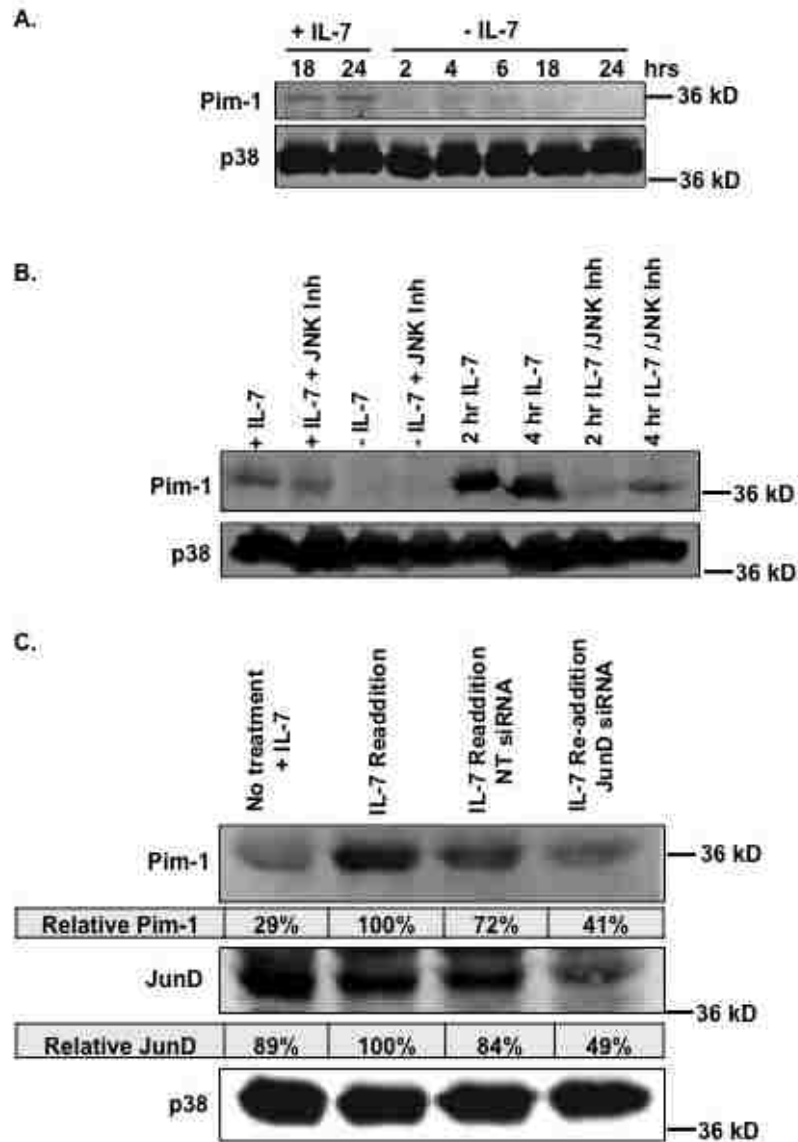 A.
+ IL-7 - IL-7
18 24 2 4 6 18 24 hrs
Pim-1 36 kD
p38 36 kD
B.
+ IL-7
+ IL-7 + JNK Inh
- IL-7
- IL-7 + JNK Inh
2 hr IL-7
4 hr IL-7
2 hr IL-7 /JNK Inh
4 hr IL-7 /JNK Inh
Pim-1 36 kD
p38 36 kD
C.
No treatment
+ IL-7
IL-7 Readdition
IL-7 Readdition
NT siRNA
IL-7 Re-addition
JunD siRNA
Pim-1 36 kD
Relative Pim-1 29% 100% 72% 41%
JunD 36 kD
Relative JunD 89% 100% 84% 49%
p38 36 kD